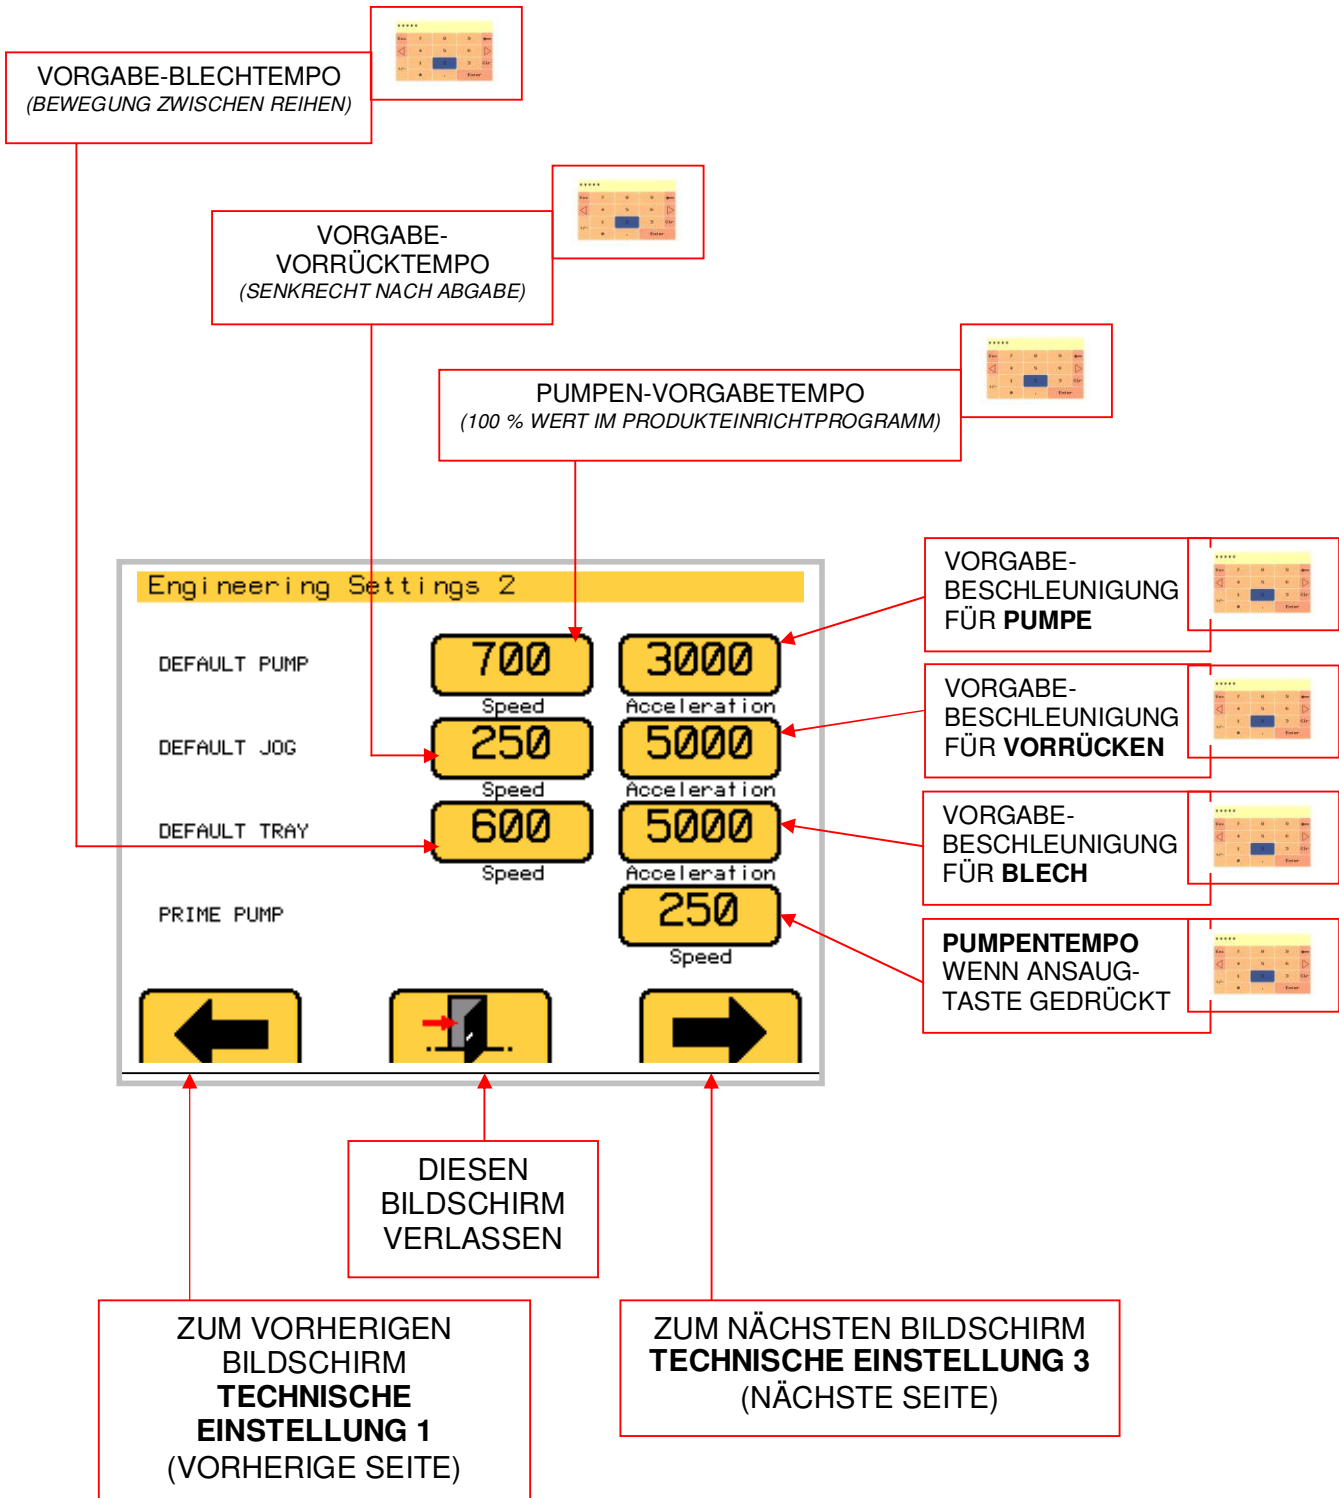 VORGABE-BLECHTEMPO
(BEWEGUNG ZWISCHEN REIHEN)
VORGABE-
VORRÜCKTEMPO
(SENKRECHT NACH ABGABE)
PUMPEN-VORGABETEMPO
(100 % WERT IM PRODUKTEINRICHTPROGRAMM)
Engineering Settings 2
DEFAULT PUMP
700
3000
Speed
Acceleration
DEFAULT JOG
250
5000
Speed
Acceleration
DEFAULT TRAY
600
5000
Speed
Acceleration
PRIME PUMP
250
Speed
VORGABE-
BESCHLEUNIGUNG
FÜR PUMPE
VORGABE-
BESCHLEUNIGUNG
FÜR VORRÜCKEN
VORGABE-
BESCHLEUNIGUNG
FÜR BLECH
PUMPENTEMPO
WENN ANSAUG-
TASTE GEDRÜCKT
DIESEN
BILDSCHIRM
VERLASSEN
ZUM VORHERIGEN
BILDSCHIRM
TECHNISCHE
EINSTELLUNG 1
(VORHERIGE SEITE)
ZUM NÄCHSTEN BILDSCHIRM
TECHNISCHE EINSTELLUNG 3
(NÄCHSTE SEITE)